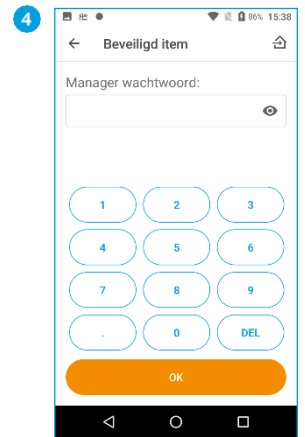 4
86% 15:38
Beveiligd item
Manager wachtwoord:
1 2 3
4 5 6
7 8 9
. 0 DEL
OK